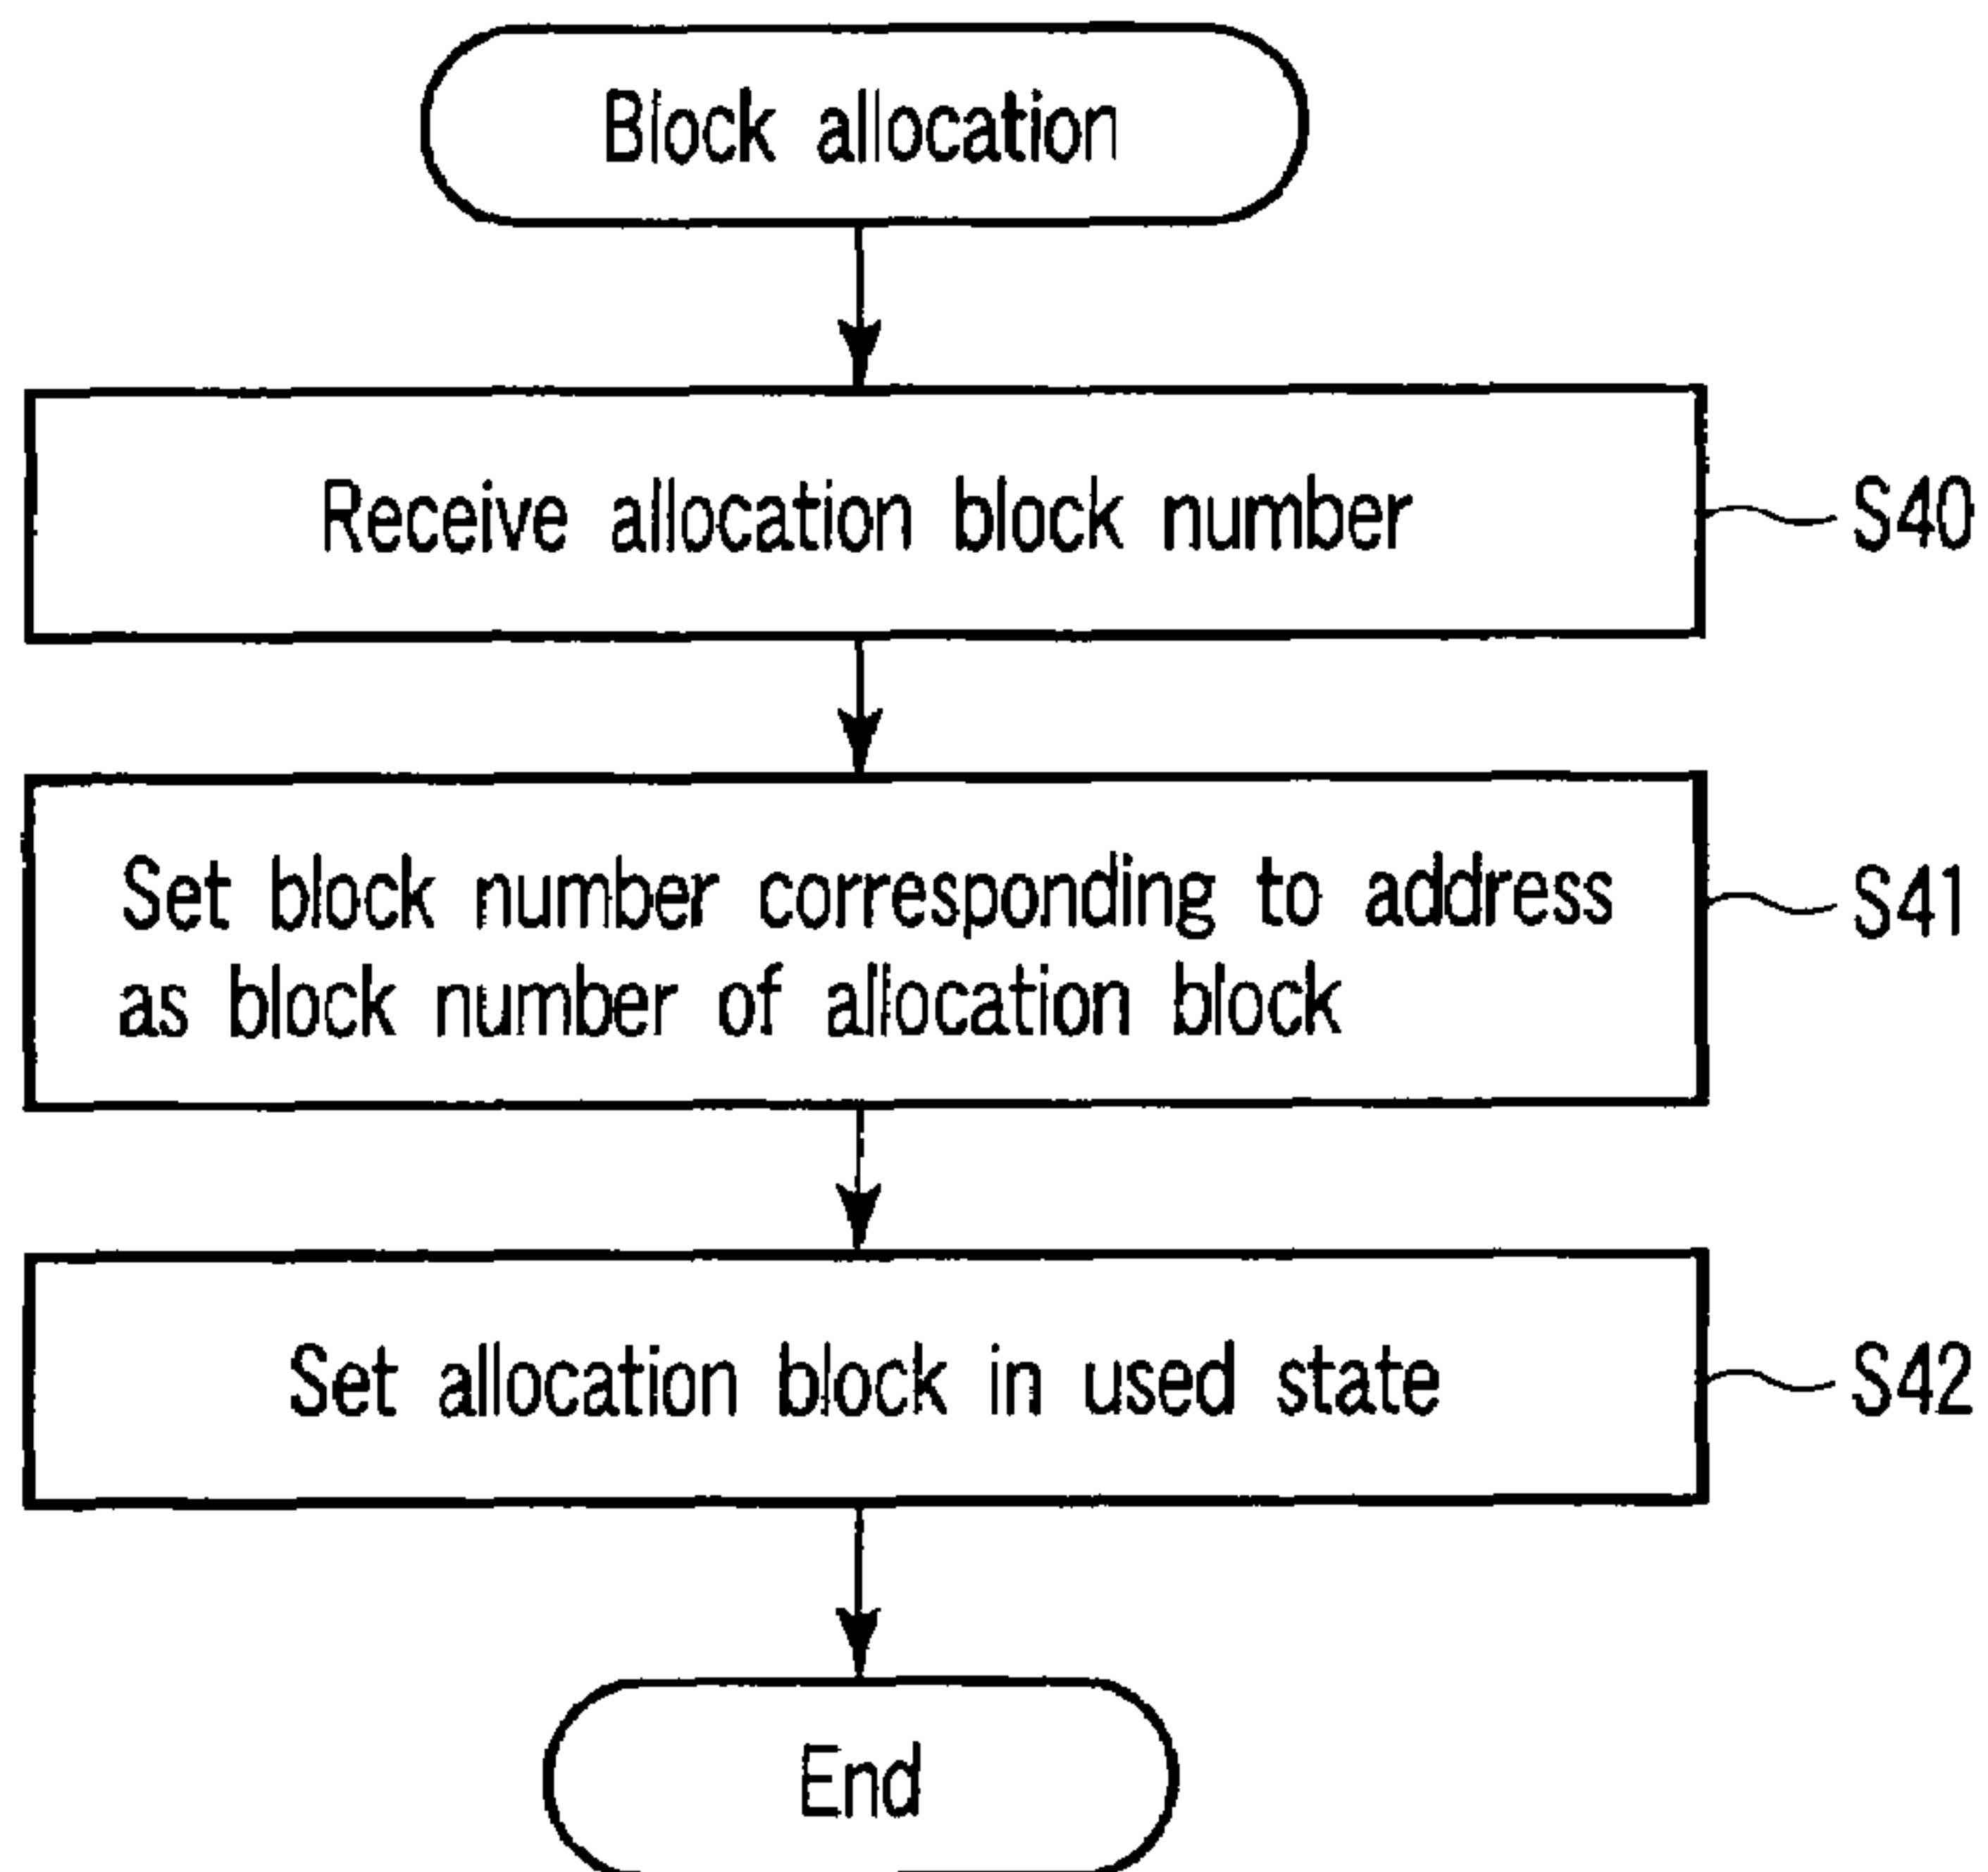 Block allocation
Receive allocation block number
S40
Set block number corresponding to address
as block number of allocation block
S41
Set allocation block in used state
S42
End